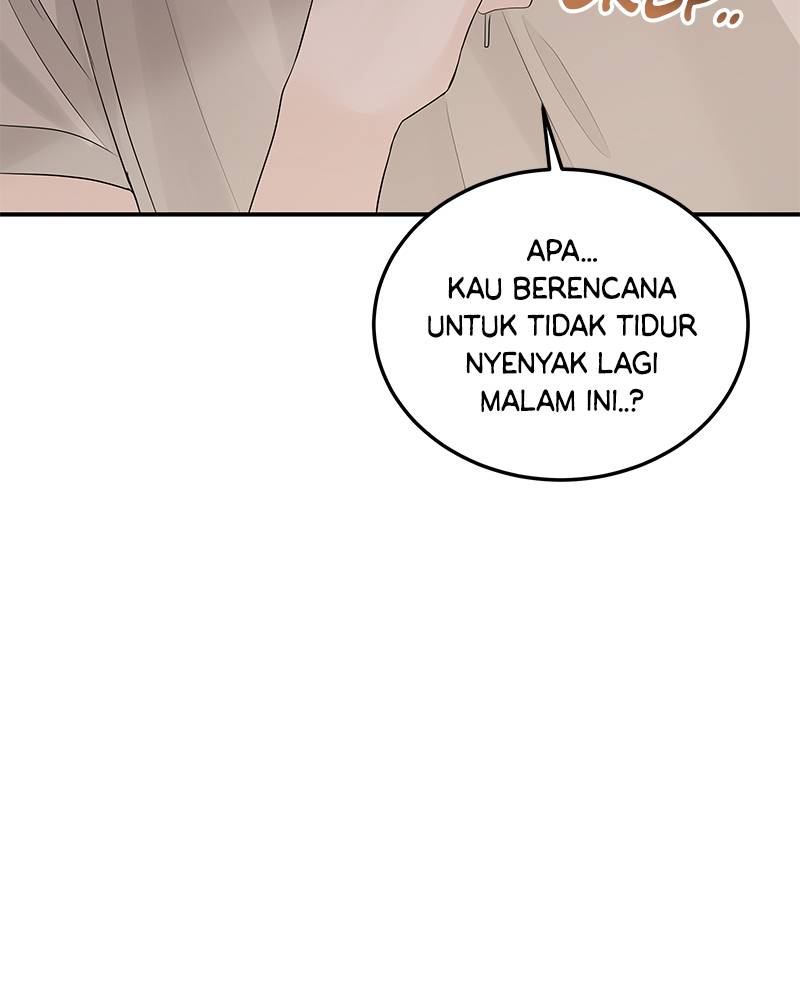 APA...
KAU BERENCANA
UNTUK TIDAK TIDUR
NYENYAK LAGI
MALAM INI..?